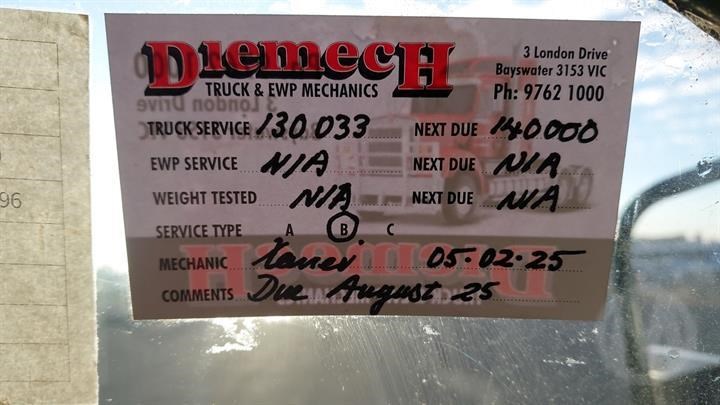 DIEMECH
TRUCK & EWP MECHANICS
3 London Drive
Bayswater 3153 VIC
Ph: 9762 1000
TRUCK SERVICE 130 033 NEXT DUE 140 000
EWP SERVICE N/A NEXT DUE N/A
WEIGHT TESTED N/A NEXT DUE N/A
SERVICE TYPE A B C
MECHANIC 05.02.25
COMMENTS Due August 25
96